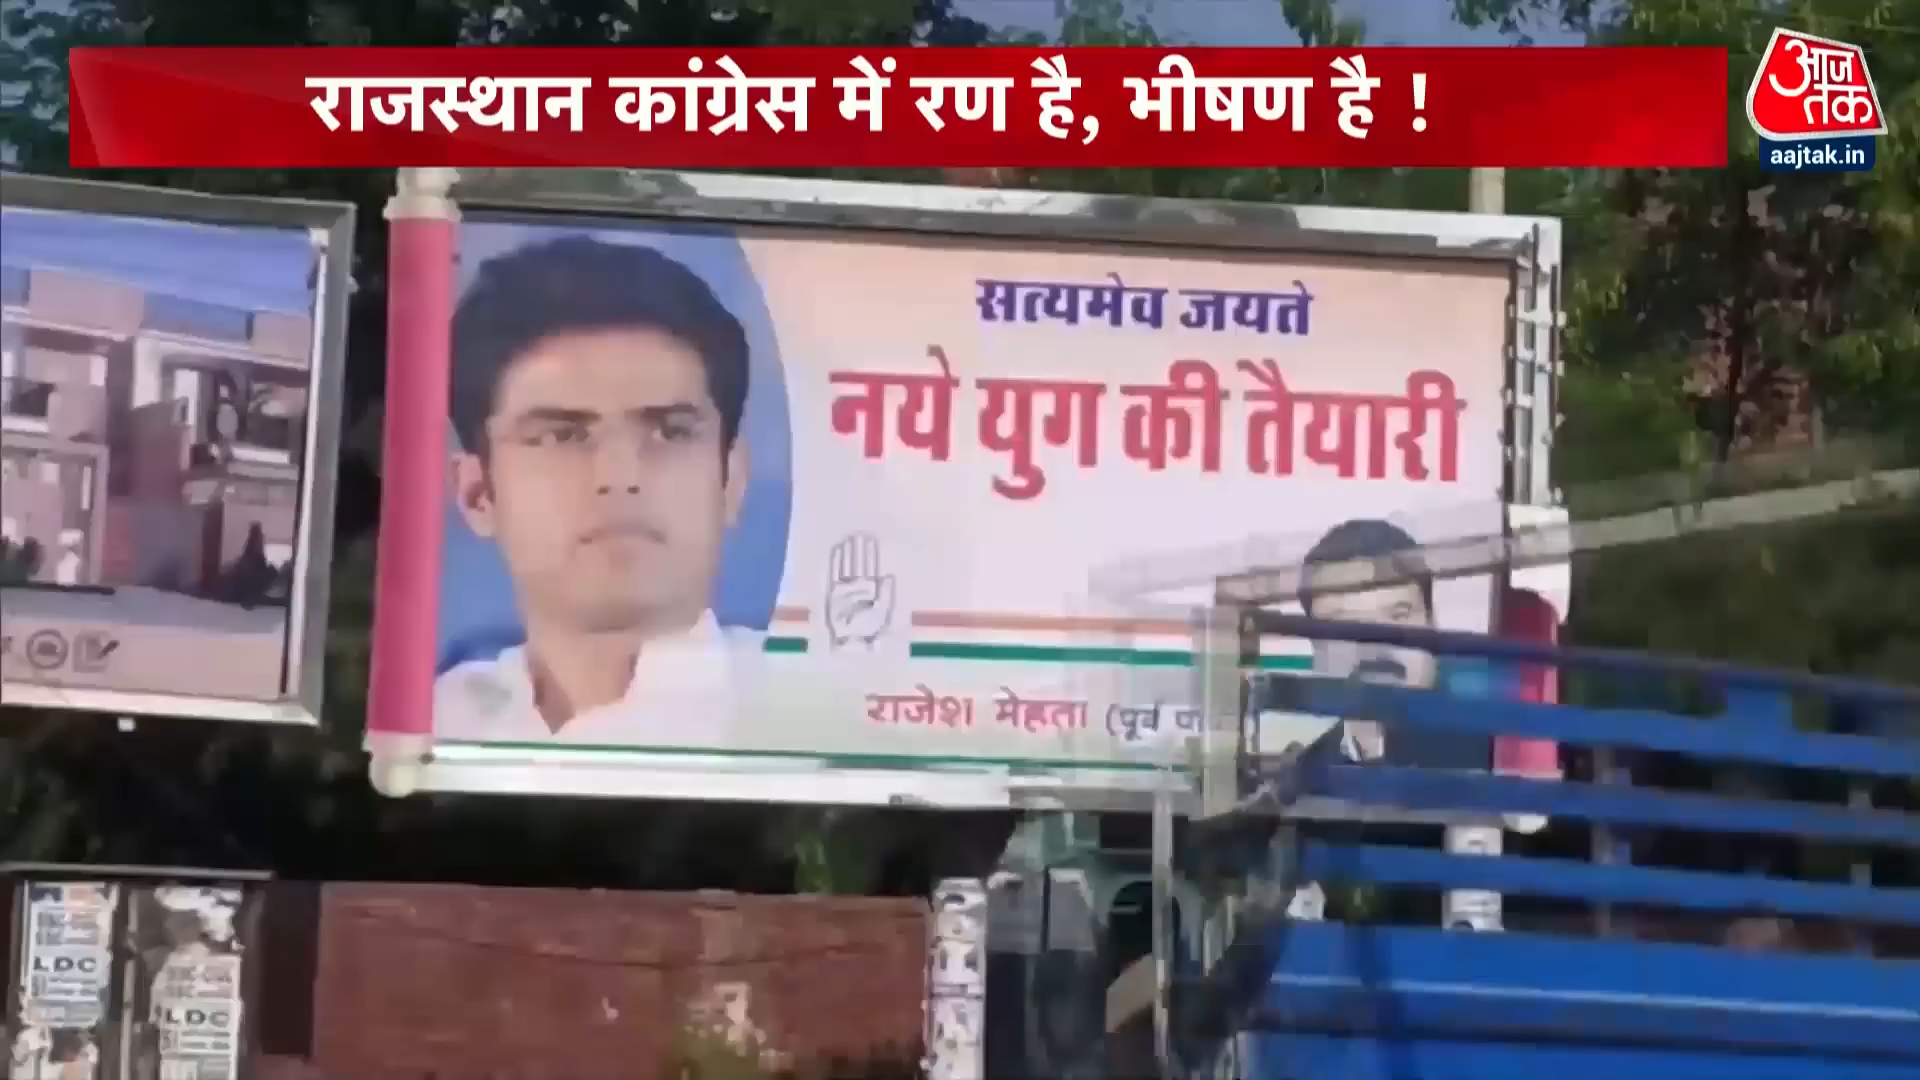 राजस्थान कांग्रेस में रण है, भीषण है !
आज
तक
aajtak.in
सत्यमेव जयते
नये युग की तैयारी
राजेश मेहता (पूर्व
LDC
LDC